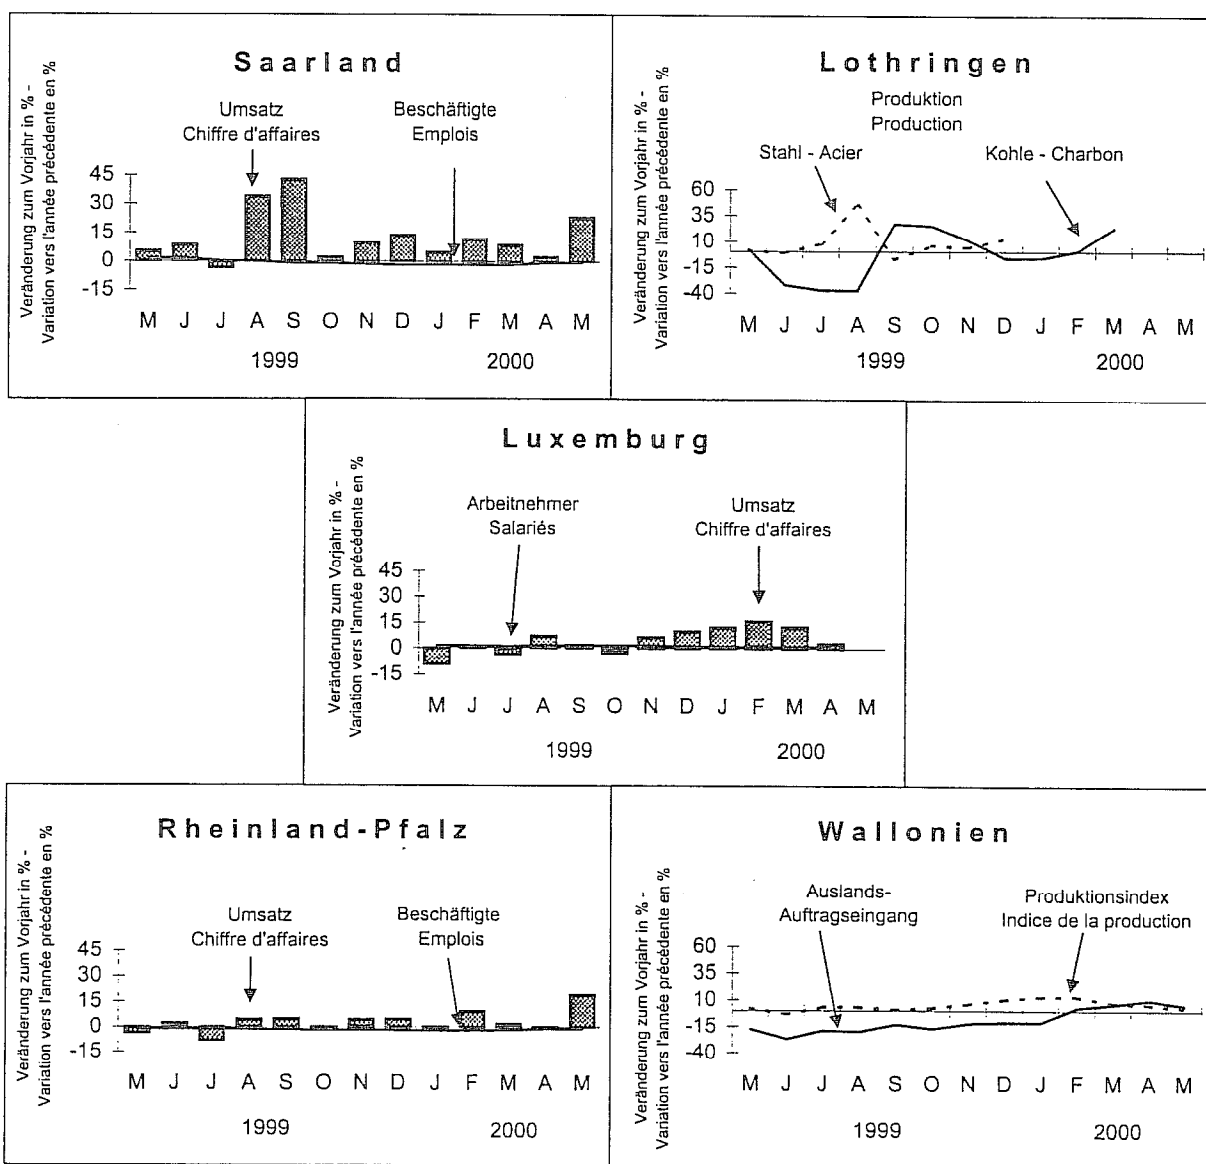 Saarland
Veränderung zum Vorjahr in % -
Variation vers l'année précédente en %
Umsatz
Chiffre d'affaires
Beschäftigte
Emplois
45
30
15
0
-15
M J J A S O N D J F M A M
1999 2000
Lothringen
Veränderung zum Vorjahr in % -
Variation vers l'année précédente en %
Produktion
Production
Stahl - Acier
Kohle - Charbon
60
35
10
-15
-40
M J J A S O N D J F M A M
1999 2000
Luxemburg
Veränderung zum Vorjahr in % -
Variation vers l'année précédente en %
Arbeitnehmer
Salariés
Umsatz
Chiffre d'affaires
45
30
15
0
-15
M J J A S O N D J F M A M
1999 2000
Rheinland-Pfalz
Veränderung zum Vorjahr in % -
Variation vers l'année précédente en %
Umsatz
Chiffre d'affaires
Beschäftigte
Emplois
45
30
15
0
-15
M J J A S O N D J F M A M
1999 2000
Wallonien
Veränderung zum Vorjahr in % -
Variation vers l'année précédente en %
Auslands-
Auftragseingang
Produktionsindex
Indice de la production
60
35
10
-15
-40
M J J A S O N D J F M A M
1999 2000